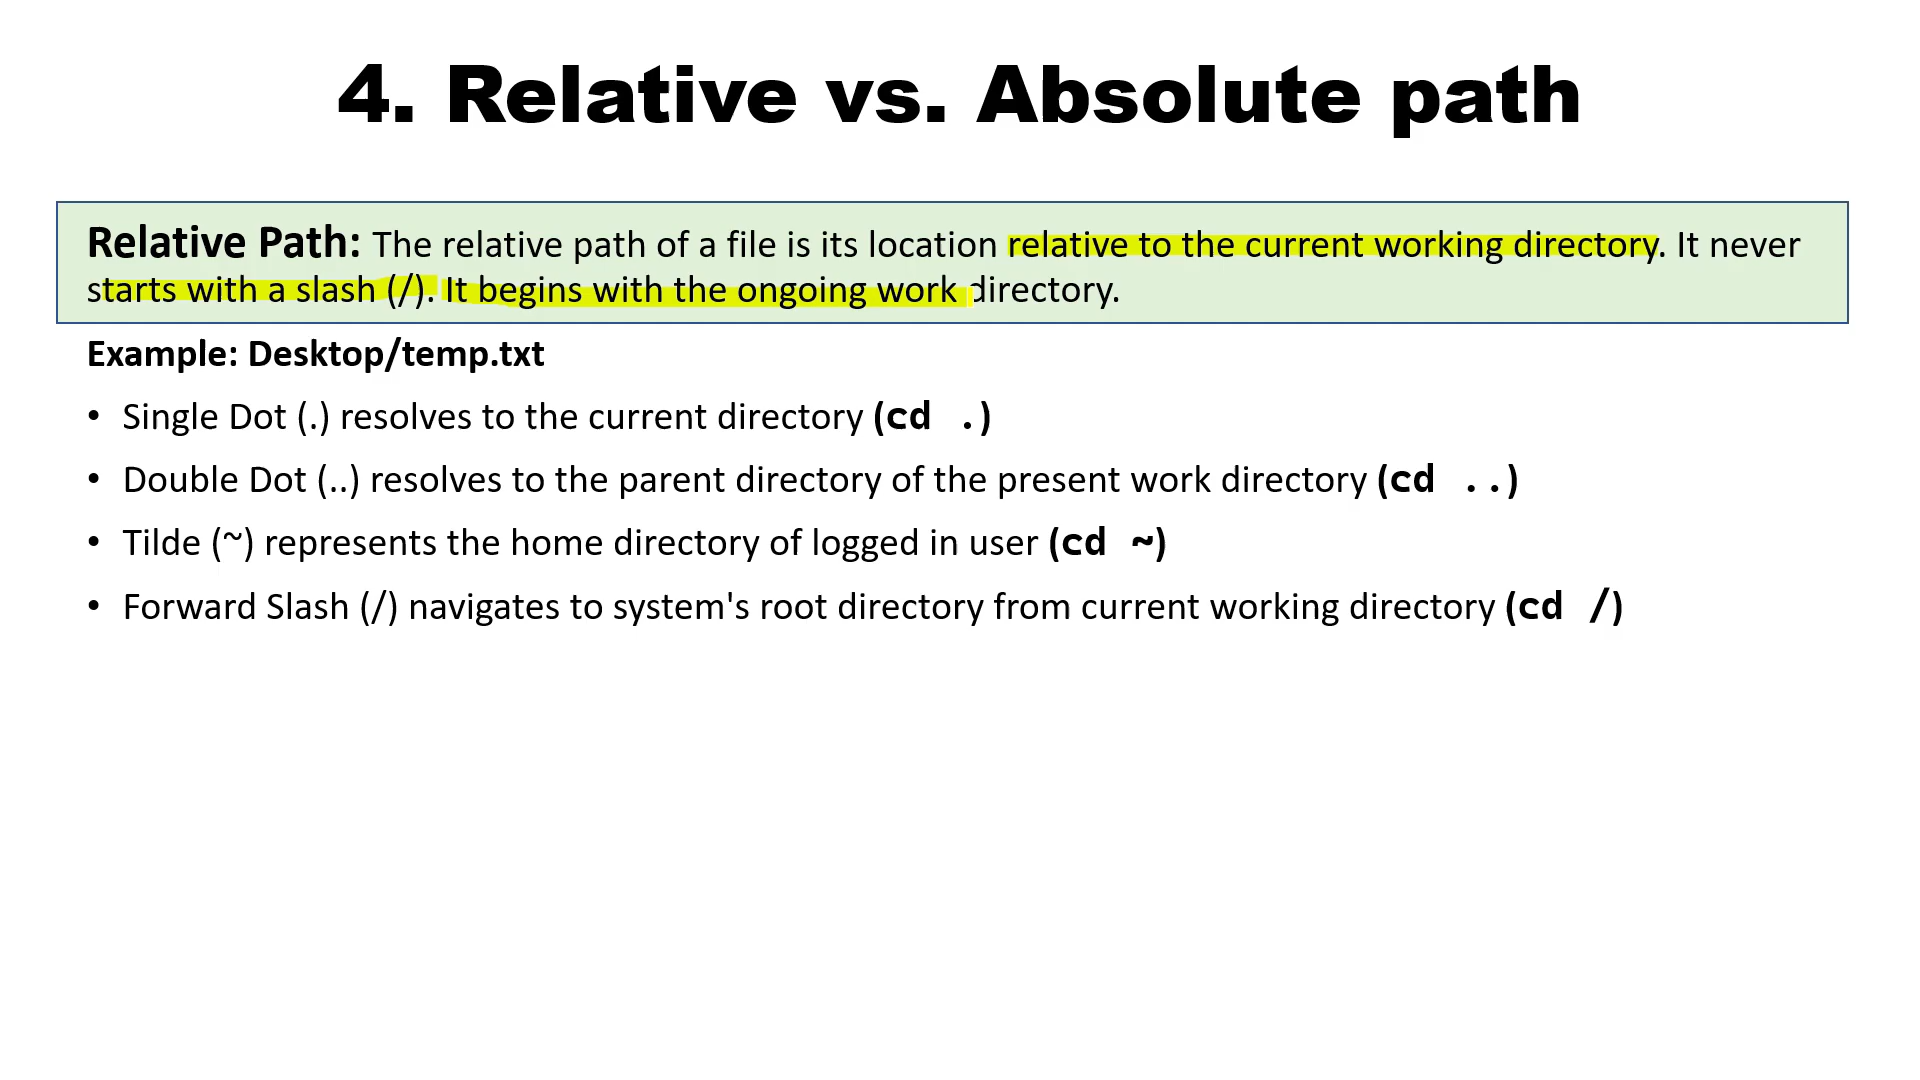 4. Relative vs. Absolute path
Relative Path: The relative path of a file is its location relative to the current working directory. It never
starts with a slash (/). It begins with the ongoing work directory.
Example: Desktop/temp.txt
• Single Dot (.) resolves to the current directory (cd .)
• Double Dot (..) resolves to the parent directory of the present work directory (cd ..)
• Tilde (~) represents the home directory of logged in user (cd ~)
• Forward Slash (/) navigates to system's root directory from current working directory (cd /)